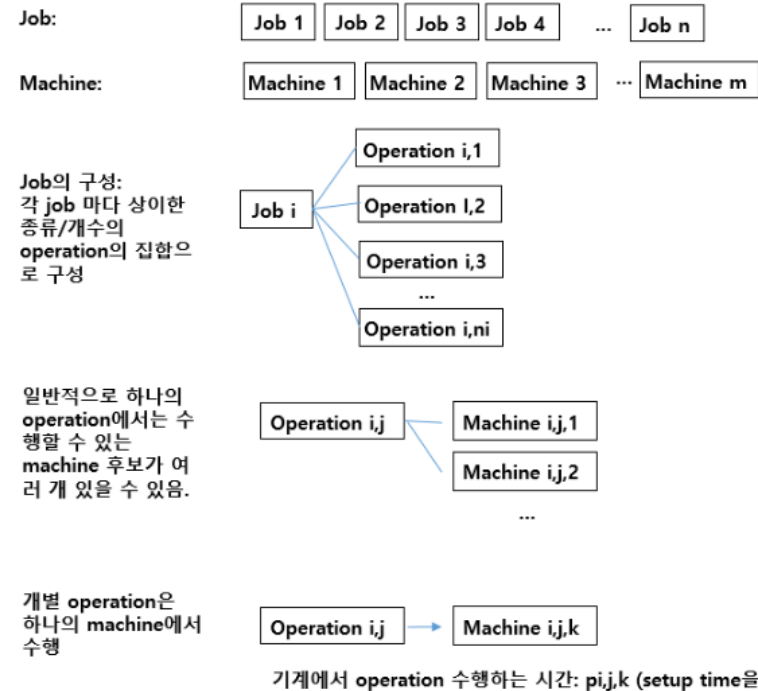 Job:
Job 1
Job 2
Job 3
Job 4
...
Job n
Machine:
Machine 1
Machine 2
Machine 3
...
Machine m
Job의 구성:
각 job 마다 상이한
종류/개수의
operation의 집합으
로 구성
Job i
Operation i,1
Operation I,2
Operation i,3
...
Operation i,ni
일반적으로 하나의
operation에서는 수
행할 수 있는
machine 후보가 여
러 개 있을 수 있음.
Operation i,j
Machine i,j,1
Machine i,j,2
...
개별 operation은
하나의 machine에서
수행
Operation i,j
Machine i,j,k
기계에서 operation 수행하는 시간: pi,j,k (setup time을